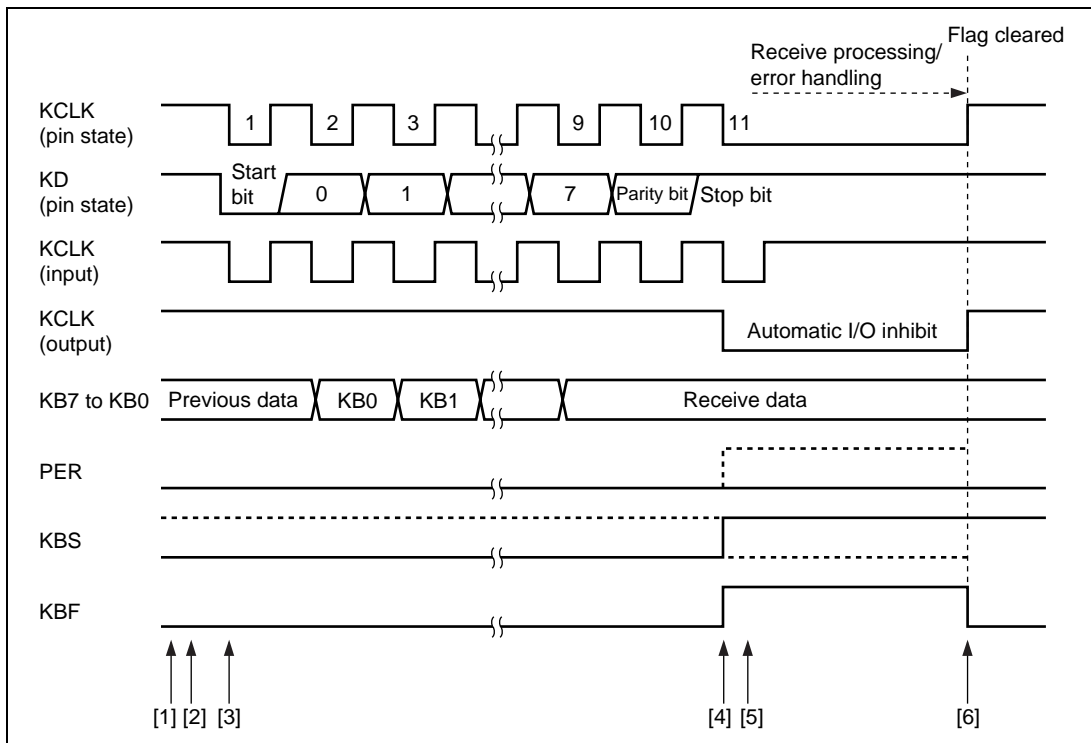 Flag cleared
Receive processing/
error handling
KCLK
(pin state)
1 2 3 9 10 11
KD
(pin state)
Start
bit
0 1 7 Parity bit Stop bit
KCLK
(input)
KCLK
(output)
Automatic I/O inhibit
KB7 to KB0 Previous data KB0 KB1 Receive data
PER
KBS
KBF
[1] [2] [3] [4] [5] [6]